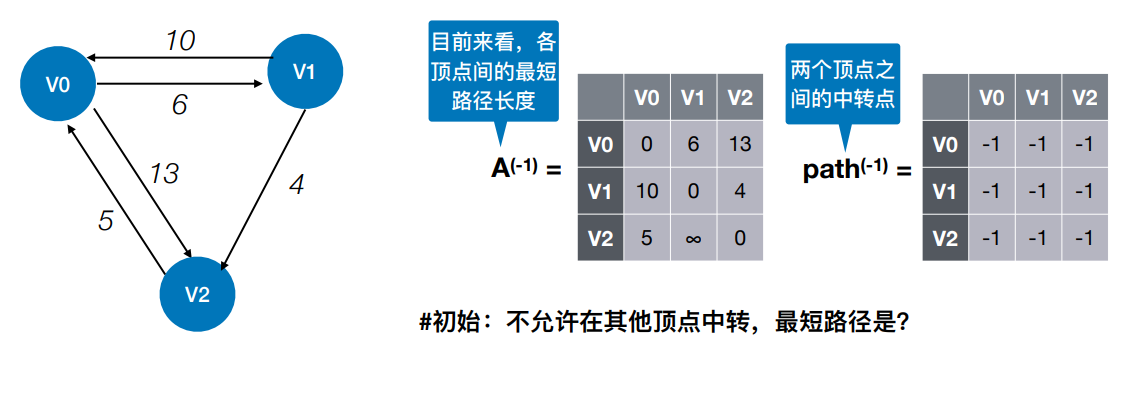 10
V0
V1
6
13
4
5
V2
目前来看，各
顶点间的最短
路径长度
A(-1) =
V0 V1 V2
V0 0 6 13
V1 10 0 4
V2 5 ∞ 0
两个顶点之
间的中转点
path(-1) =
V0 V1 V2
V0 -1 -1 -1
V1 -1 -1 -1
V2 -1 -1 -1
#初始：不允许在其他顶点中转，最短路径是?